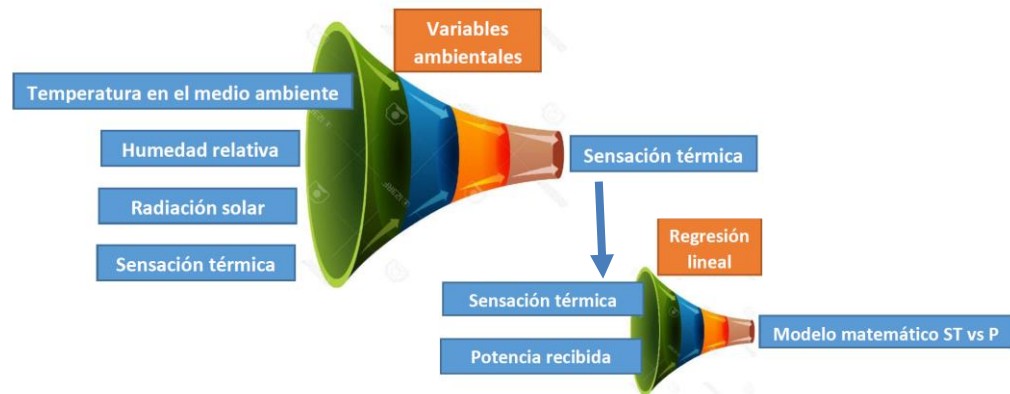 Variables
ambientales
Temperatura en el medio ambiente
Humedad relativa
Radiación solar
Sensación térmica
Sensación térmica
Regresión
lineal
Sensación térmica
Potencia recibida
Modelo matemático ST vs P